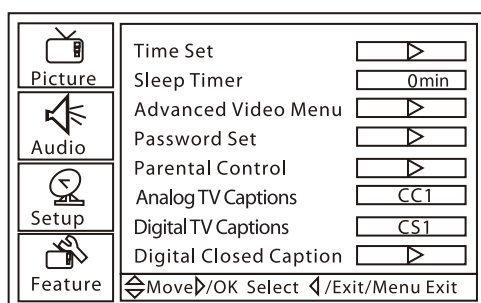 Picture
Audio
Setup
Feature
Time Set
Sleep Timer 0min
Advanced Video Menu
Password Set
Parental Control
Analog TV Captions CC1
Digital TV Captions CS1
Digital Closed Caption
Move /OK Select /Exit/Menu Exit